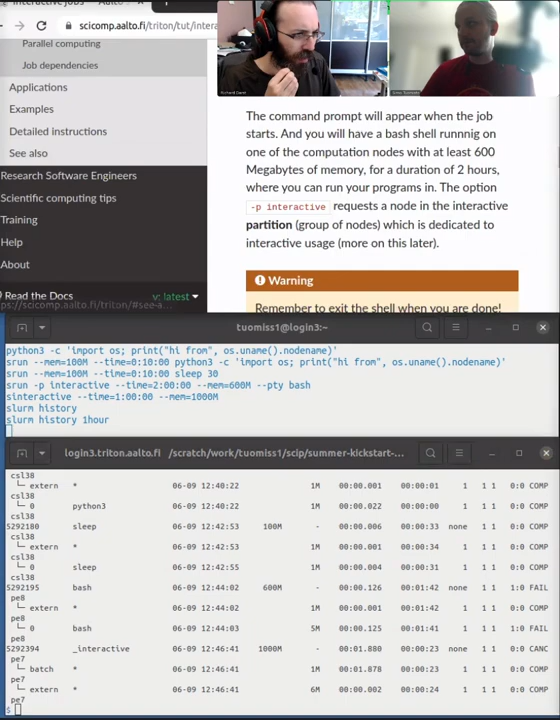 scicomp.aalto.fi/triton/tut/intera
Parallel computing
Job dependencies
Applications
Examples
Detailed instructions
See also
Research Software Engineers
Scientific computing tips
Training
Help
About
Read the Docs v: latest
ps://scicomp.aalto.fi/triton/#see-a...
The command prompt will appear when the job
starts. And you will have a bash shell runnnig on
one of the computation nodes with at least 600
Megabytes of memory, for a duration of 2 hours,
where you can run your programs in. The option
-p interactive requests a node in the interactive
partition (group of nodes) which is dedicated to
interactive usage (more on this later).
Warning
Remember to exit the shell when you are done!
tuomiss1@login3:~
python3 -c 'import os; print("hi from", os.uname().nodename)'
srun --mem=100M --time=0:10:00 python3 -c 'import os; print("hi from", os.uname().nodename)'
srun --mem=100M --time=0:10:00 sleep 30
srun -p interactive --time=2:00:00 --mem=600M --pty bash
sinteractive --time=1:00:00 --mem=1000M
slurm history
slurm history 1hour
login3.triton.aalto.fi /scratch/work/tuomiss1/scip/summer-kickstart-...
csl38
└─ extern * 06-09 12:40:22 1M 00:00.001 00:00:01 1 1 1 0:0 COMP
csl38
└─ 0 python3 06-09 12:40:22 1M 00:00.022 00:00:00 1 1 1 0:0 COMP
csl38
5292180 sleep 06-09 12:42:53 100M - 00:00.006 00:00:33 none 1 1 0:0 COMP
csl38
└─ extern * 06-09 12:42:53 1M 00:00.001 00:00:34 1 1 1 0:0 COMP
csl38
└─ 0 sleep 06-09 12:42:55 1M 00:00.004 00:00:31 1 1 1 0:0 COMP
csl38
5292195 bash 06-09 12:44:02 600M - 00:00.126 00:01:42 none 1 1 1:0 FAIL
pe8
└─ extern * 06-09 12:44:02 1M 00:00.001 00:01:42 1 1 1 0:0 COMP
pe8
└─ 0 bash 06-09 12:44:03 5M 00:00.125 00:01:41 1 1 1 1:0 FAIL
pe8
5292394 _interactive 06-09 12:46:41 1000M - 00:01.880 00:00:23 none 1 1 0:0 CANC
pe7
└─ batch * 06-09 12:46:41 1M 00:01.878 00:00:23 1 1 1 0:0 COMP
pe7
└─ extern * 06-09 12:46:41 6M 00:00.002 00:00:24 1 1 1 0:0 COMP
pe7
$